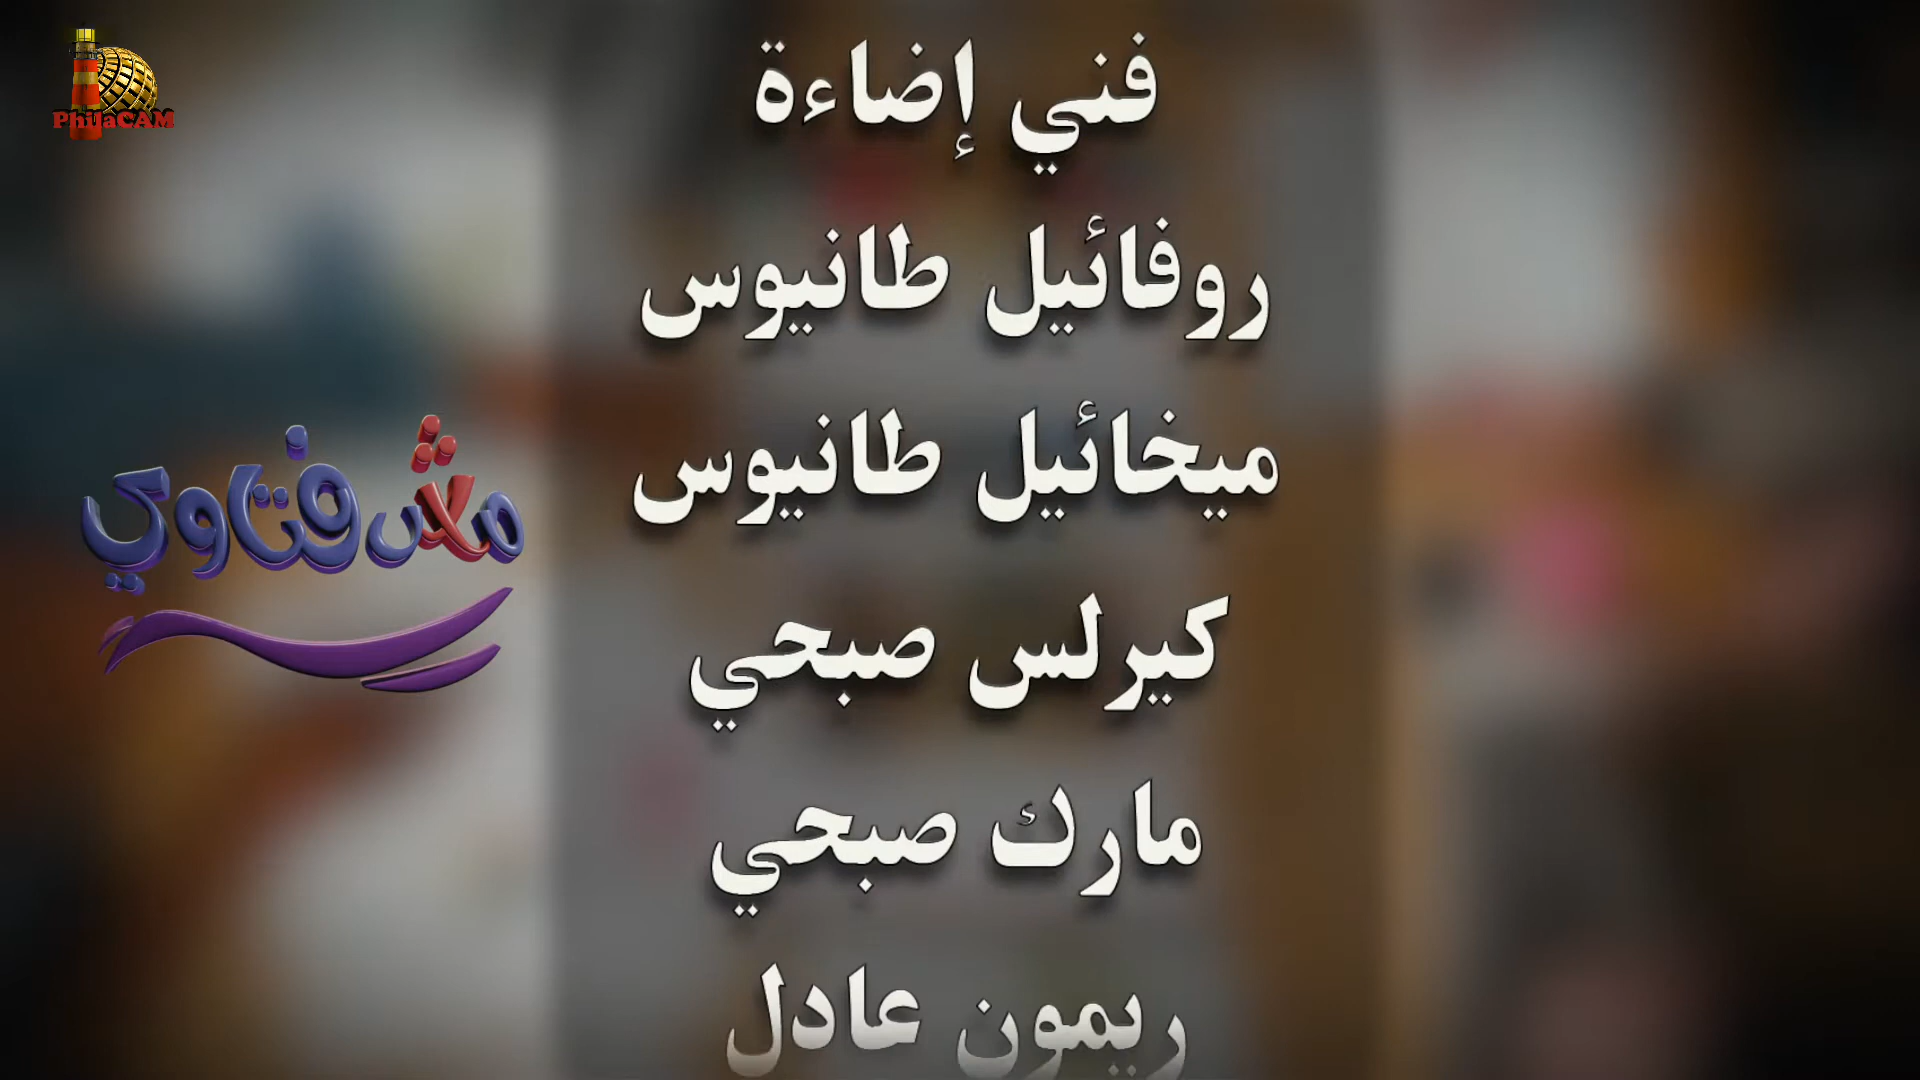 PhilaCAM
فني إضاءة
روفائيل طانيوس
ميخائيل طانيوس
مش فتاوي
كيرلس صبحي
مارك صبحي
ريمون عادل